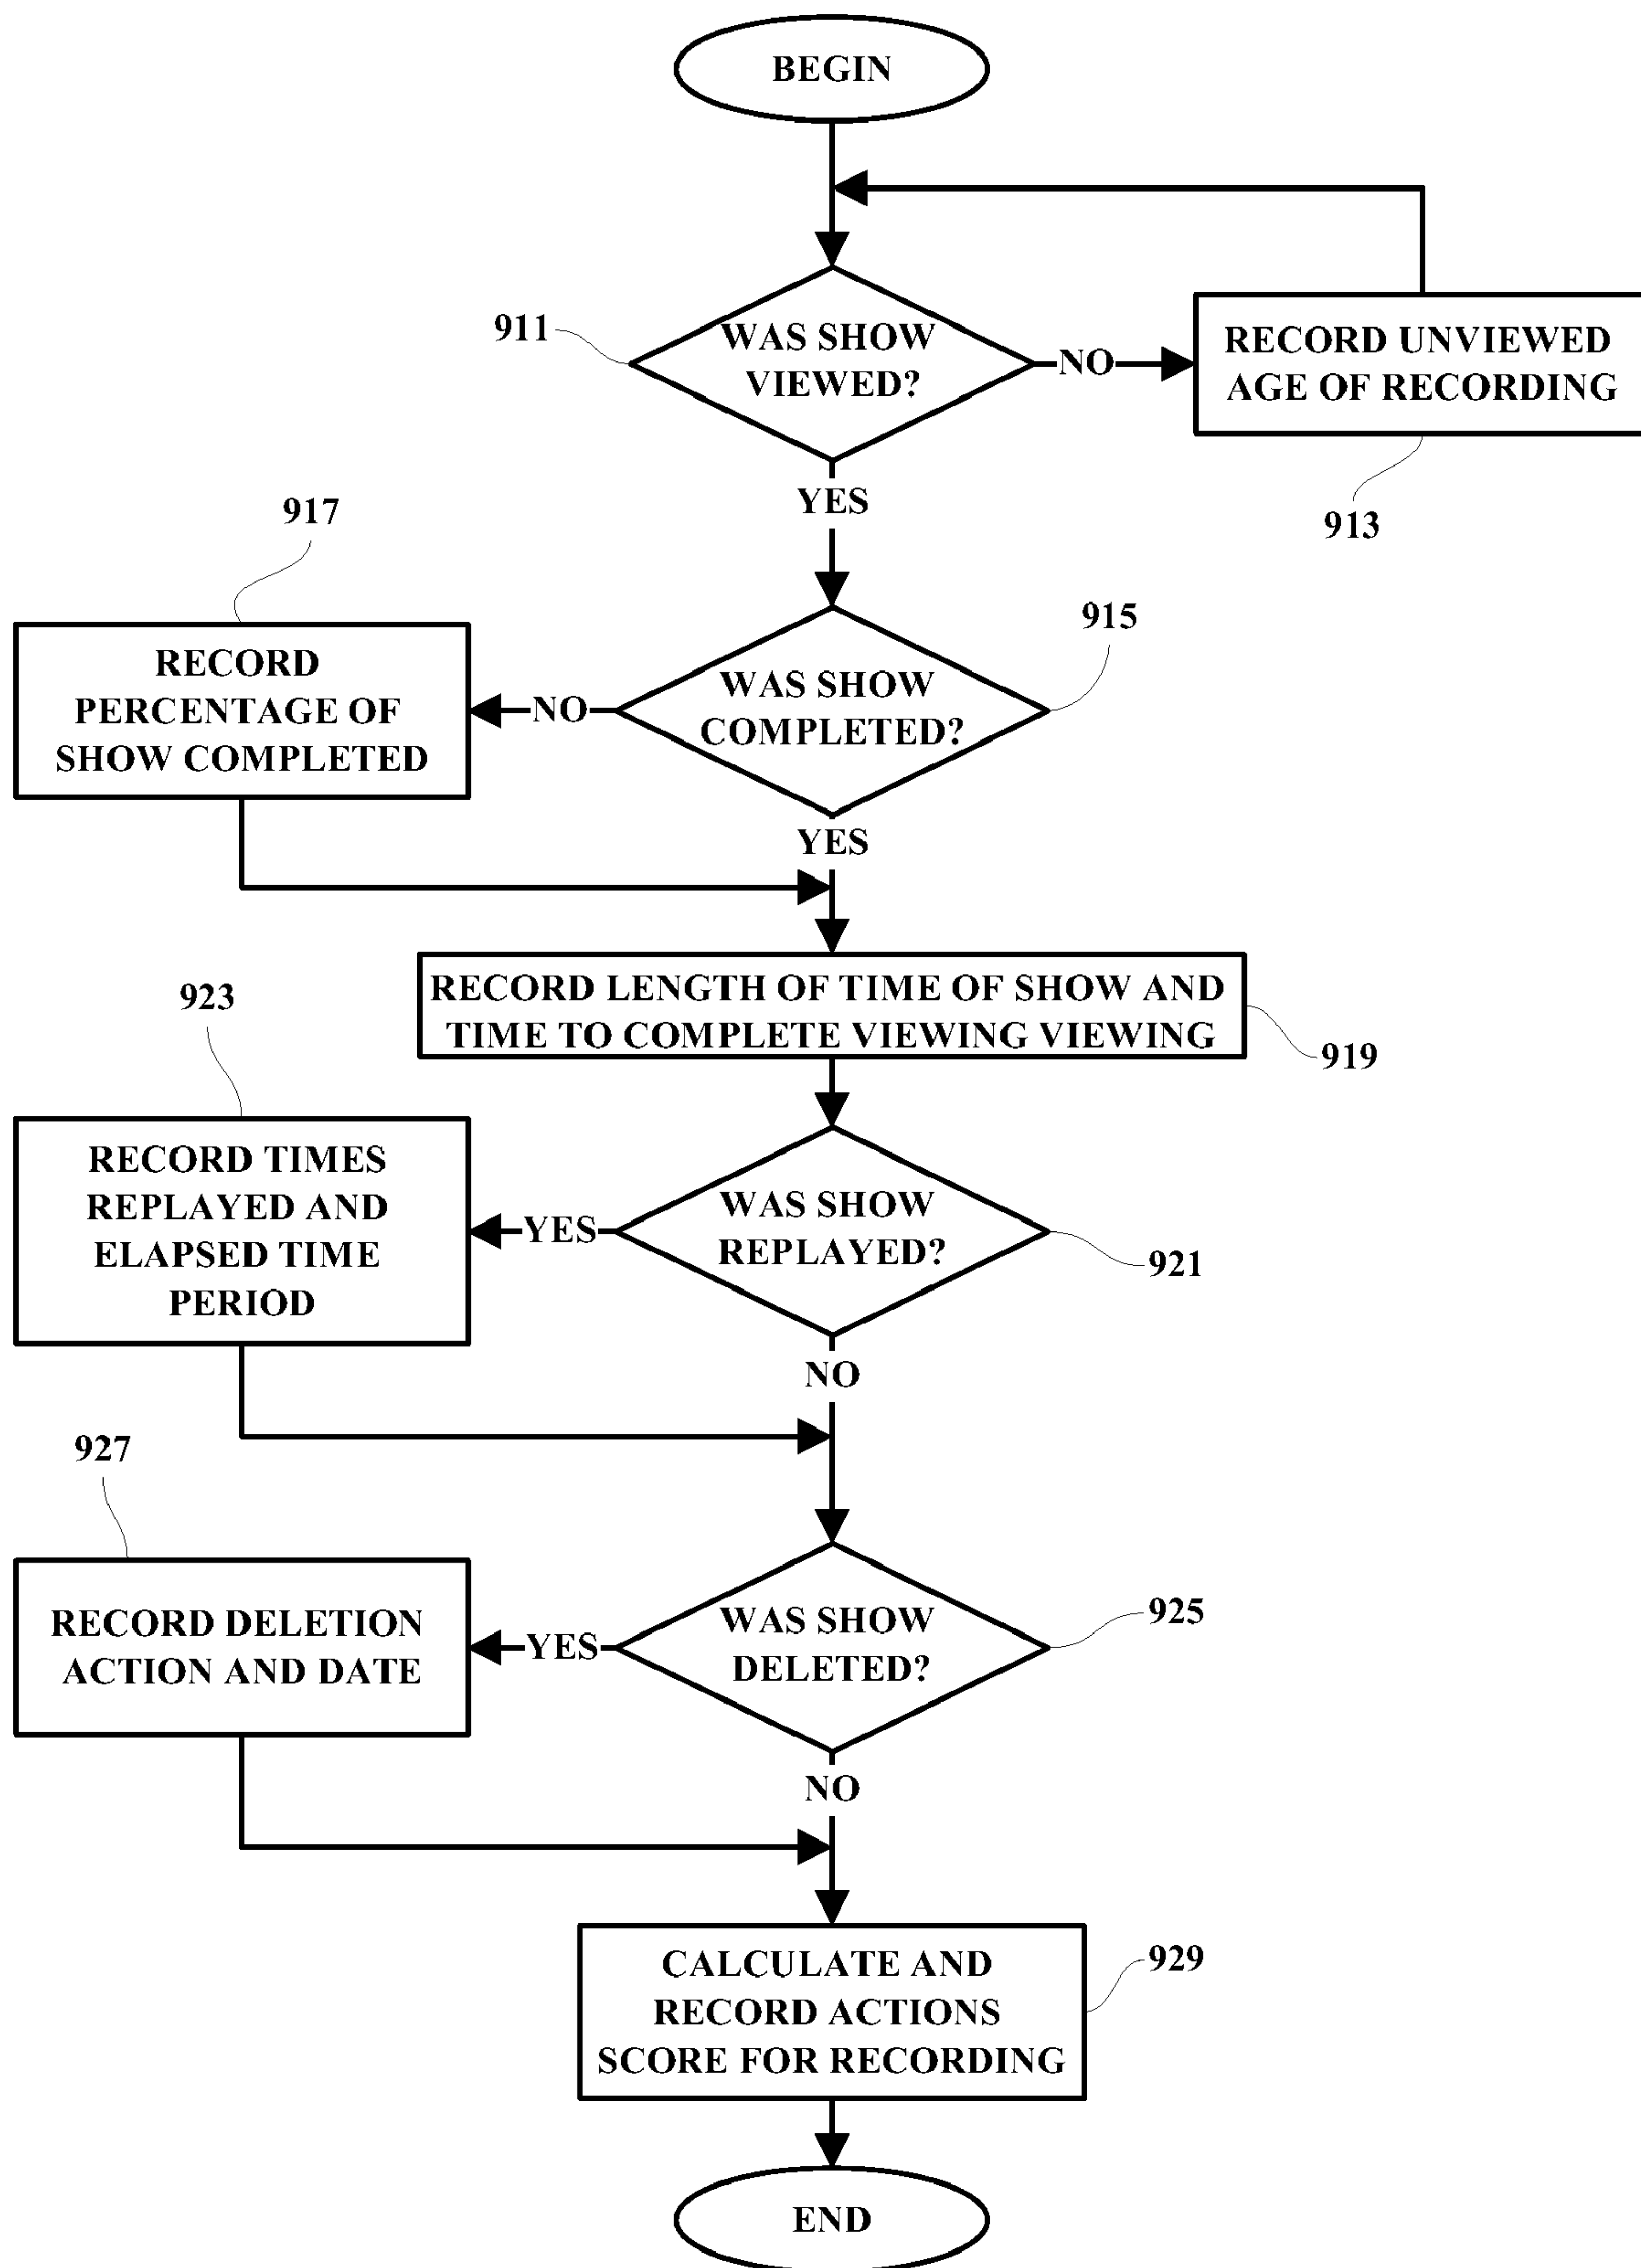 BEGIN
911
WAS SHOW
VIEWED?
NO
RECORD UNVIEWED
AGE OF RECORDING
913
YES
917
915
RECORD
PERCENTAGE OF
SHOW COMPLETED
NO
WAS SHOW
COMPLETED?
YES
RECORD LENGTH OF TIME OF SHOW AND
TIME TO COMPLETE VIEWING VIEWING
919
923
RECORD TIMES
REPLAYED AND
ELAPSED TIME
PERIOD
YES
WAS SHOW
REPLAYED?
921
NO
927
RECORD DELETION
ACTION AND DATE
YES
WAS SHOW
DELETED?
925
NO
CALCULATE AND
RECORD ACTIONS
SCORE FOR RECORDING
929
END